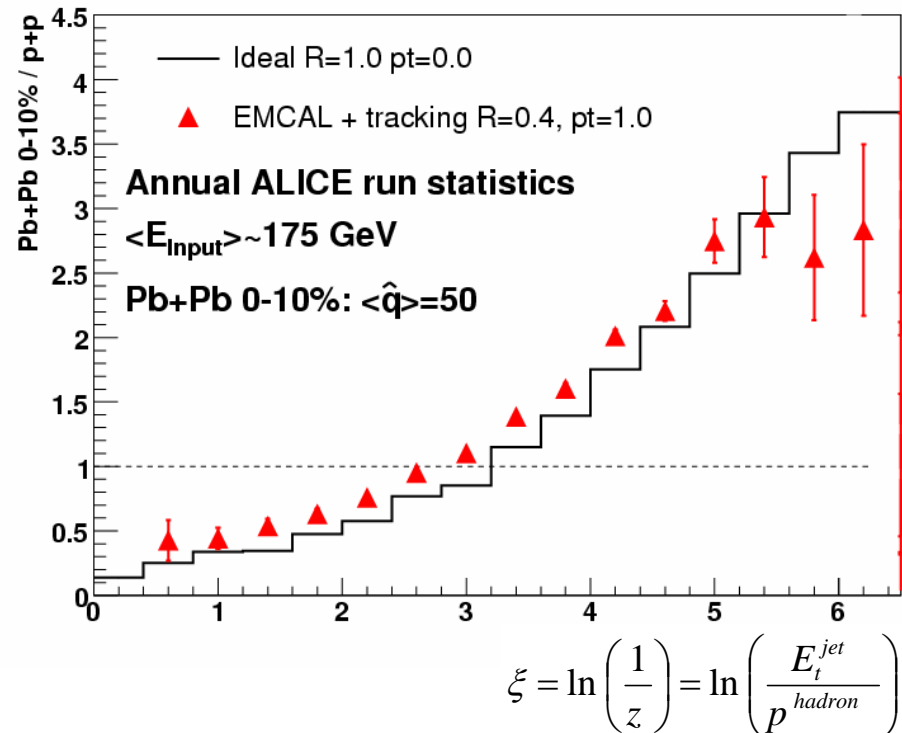 Pb+Pb 0-10% / p+p
4.5
4
3.5
3
2.5
2
1.5
1
0.5
0
Ideal R=1.0 pt=0.0
EMCAL + tracking R=0.4, pt=1.0
Annual ALICE run statistics
<E_Input>~175 GeV
Pb+Pb 0-10%: <q̂>=50
0 1 2 3 4 5 6
ξ = ln(1/z) = ln(E_t^jet/p^hadron)